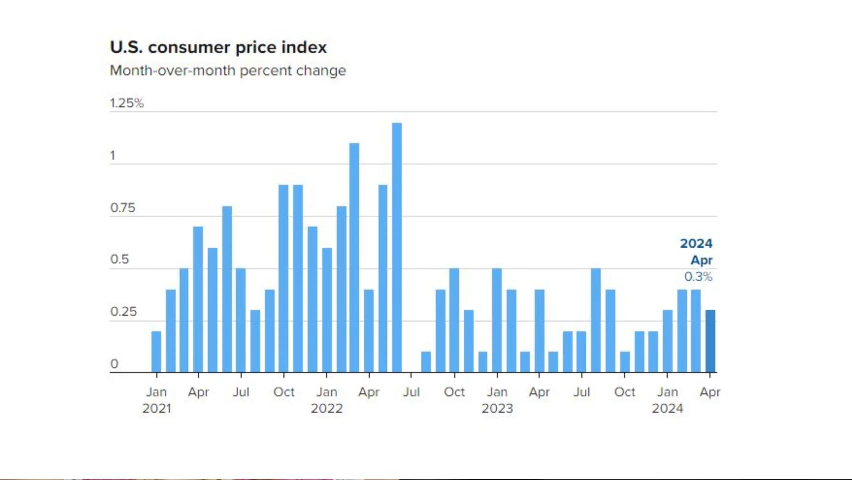 U.S. consumer price index
Month-over-month percent change
1.25%
1
0.75
0.5
0.25
0
2024
Apr
0.3%
Jan Apr Jul Oct Jan Apr Jul Oct Jan Apr Jul Oct Jan Apr
2021 2022 2023 2024